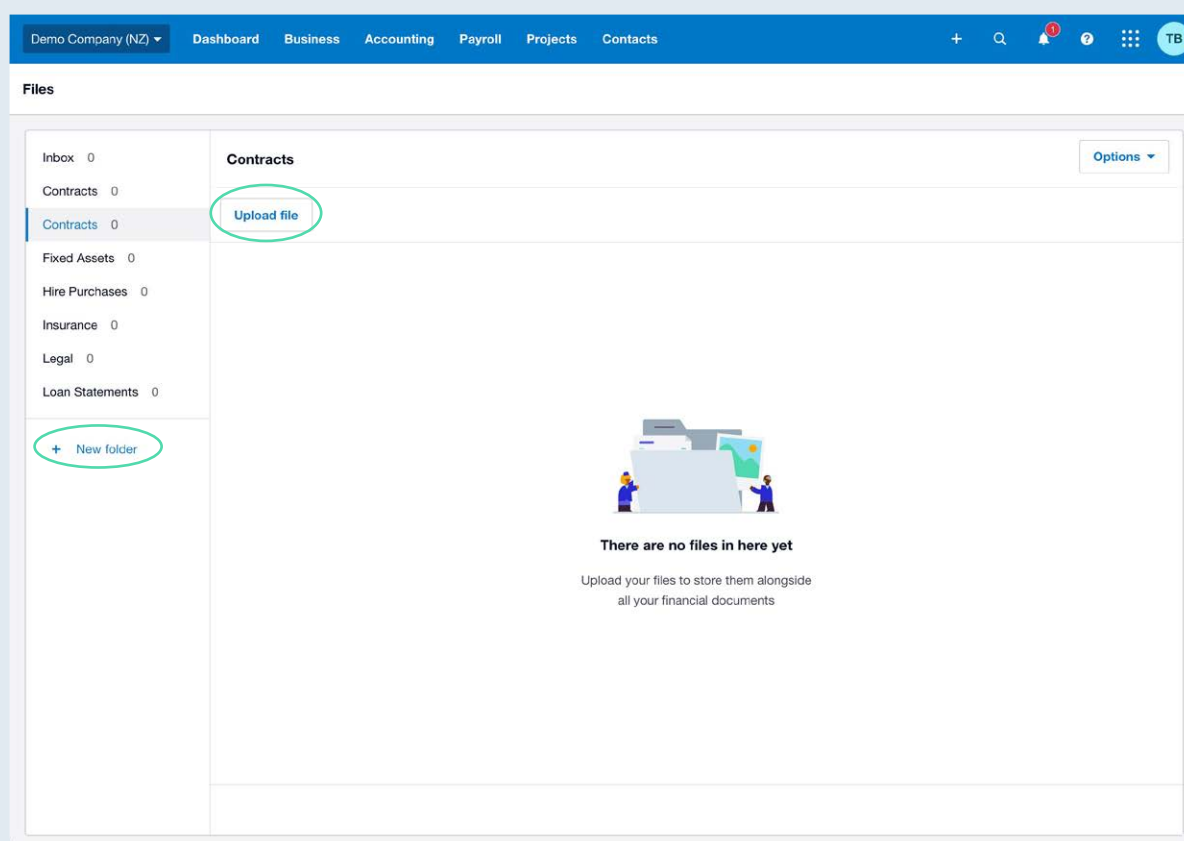 Demo Company (NZ) Dashboard Business Accounting Payroll Projects Contacts + 1 ? TB
Files
Inbox 0
Contracts 0
Contracts 0
Fixed Assets 0
Hire Purchases 0
Insurance 0
Legal 0
Loan Statements 0
+ New folder
Contracts Options
Upload file
There are no files in here yet
Upload your files to store them alongside
all your financial documents